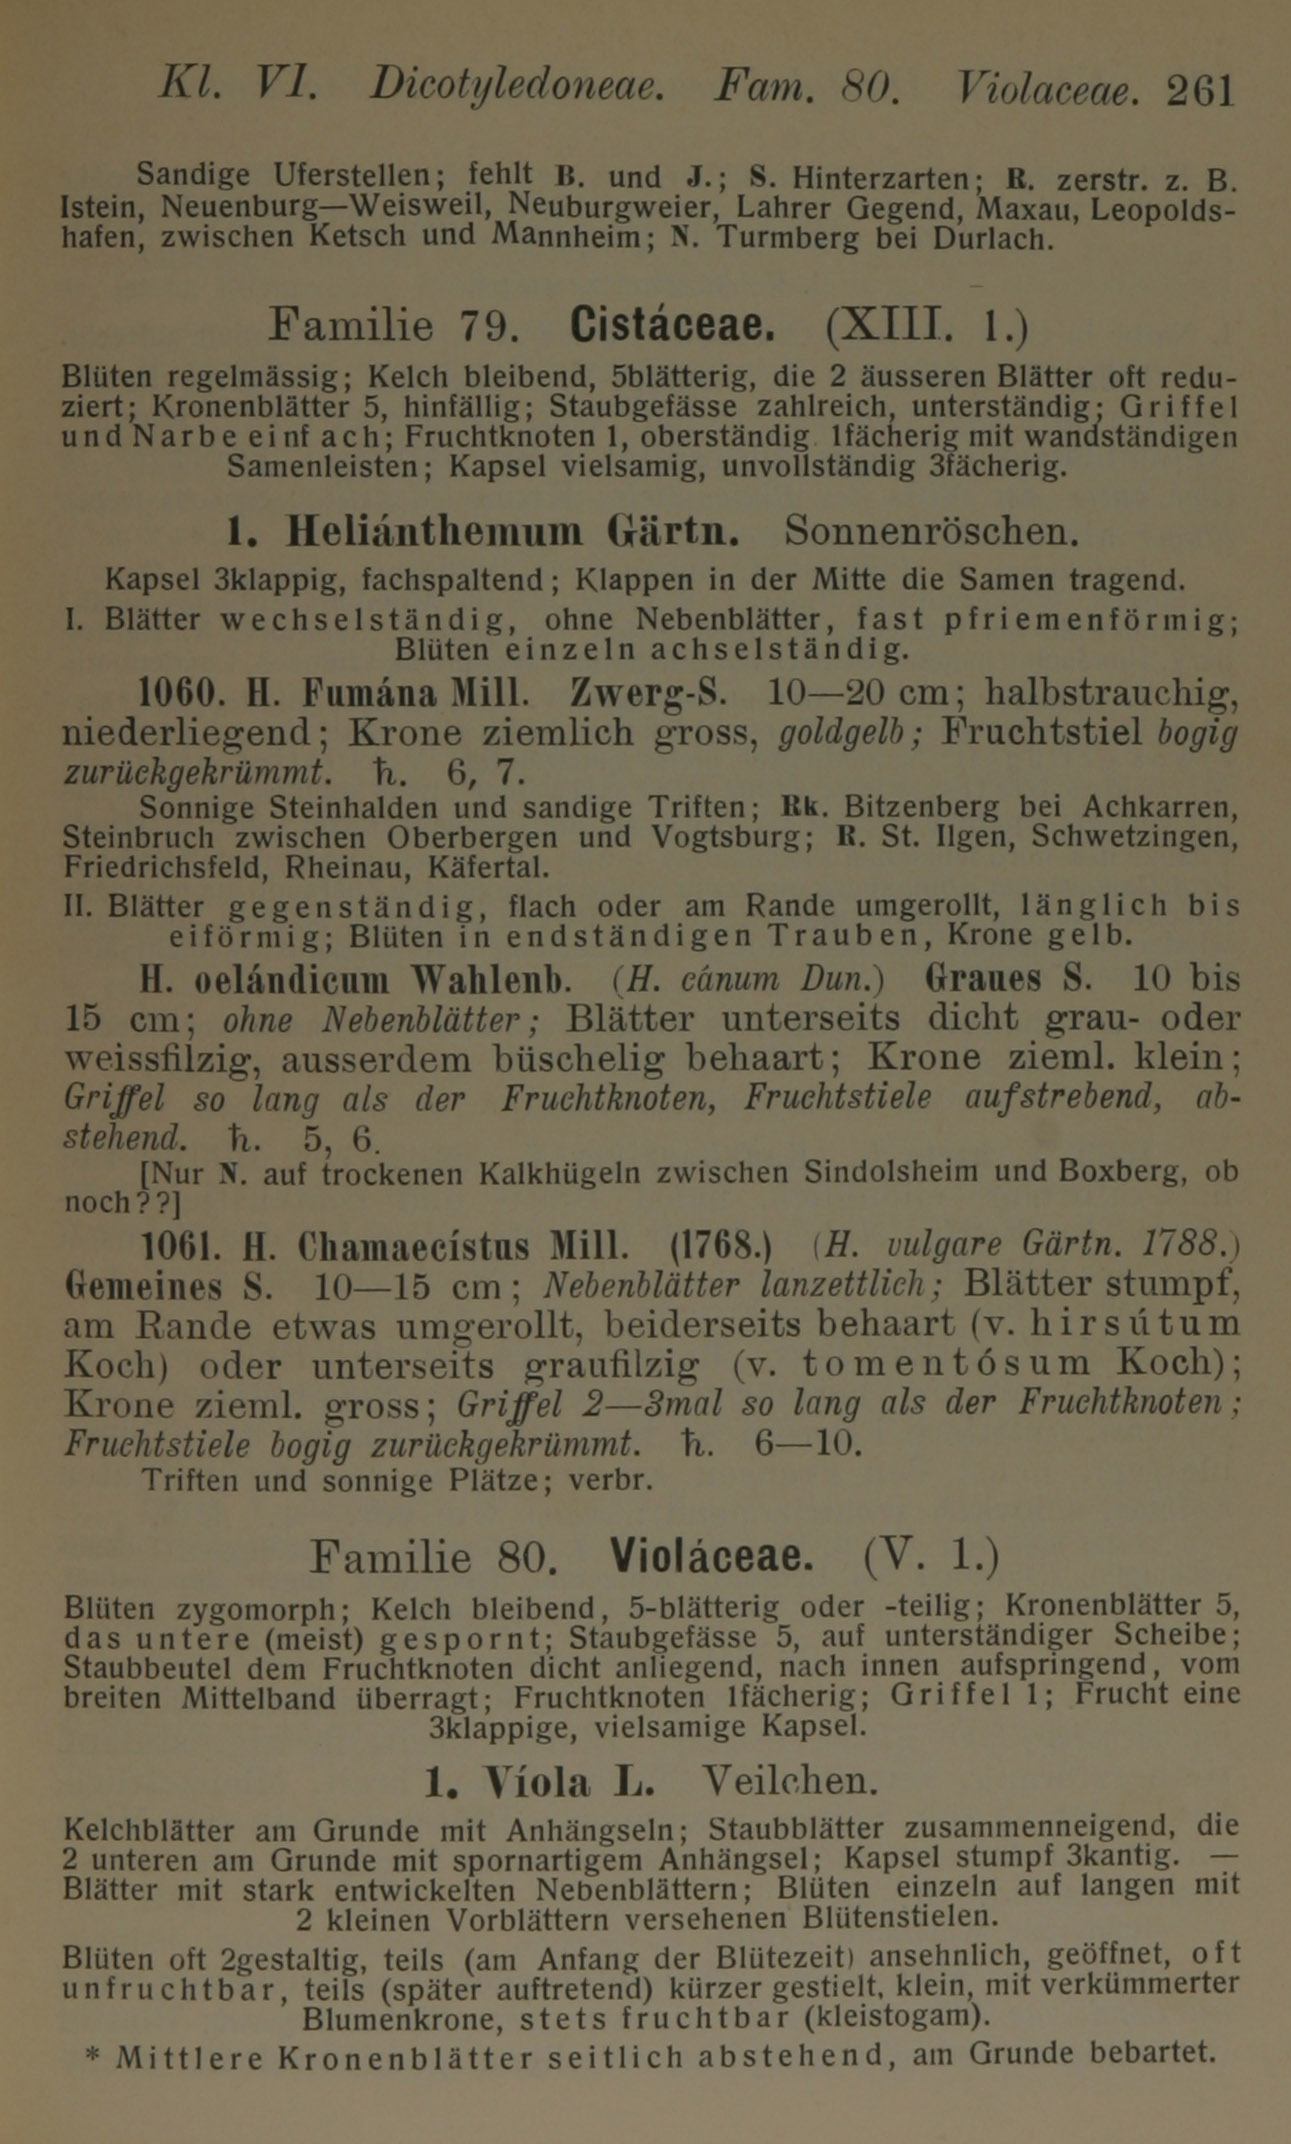 Kl. VI. Dicotyledoneae. Fam. 80. Violaceae. 261
Sandige Uferstellen; fehlt B. und J.; S. Hinterzarten; R. zerstr. z. B.
Istein, Neuenburg—Weisweil, Neuburgweier, Lahrer Gegend, Maxau, Leopolds-
hafen, zwischen Ketsch und Mannheim; N. Turmberg bei Durlach.
Familie 79. Cistáceae. (XIII. 1.)
Blüten regelmässig; Kelch bleibend, 5blätterig, die 2 äusseren Blätter oft redu-
ziert; Kronenblätter 5, hinfällig; Staubgefässe zahlreich, unterständig; Griffel
und Narbe einfach; Fruchtknoten 1, oberständig 1fächerig mit wandständigen
Samenleisten; Kapsel vielsamig, unvollständig 3fächerig.
1. Heliánthemum Gärtn. Sonnenröschen.
Kapsel 3klappig, fachspaltend; Klappen in der Mitte die Samen tragend.
I. Blätter wechselständig, ohne Nebenblätter, fast pfriemenförmig;
Blüten einzeln achselständig.
1060. H. Fumána Mill. Zwerg-S. 10—20 cm; halbstrauchig,
niederliegend; Krone ziemlich gross, goldgelb; Fruchtstiel bogig
zurückgekrümmt. ♄. 6, 7.
Sonnige Steinhalden und sandige Triften; Rk. Bitzenberg bei Achkarren,
Steinbruch zwischen Oberbergen und Vogtsburg; R. St. Ilgen, Schwetzingen,
Friedrichsfeld, Rheinau, Käfertal.
II. Blätter gegenständig, flach oder am Rande umgerollt, länglich bis
eiförmig; Blüten in endständigen Trauben, Krone gelb.
H. oelándicum Wahlenb. (H. cánum Dun.) Graues S. 10 bis
15 cm; ohne Nebenblätter; Blätter unterseits dicht grau- oder
weissfilzig, ausserdem büschelig behaart; Krone zieml. klein;
Griffel so lang als der Fruchtknoten, Fruchtstiele aufstrebend, ab-
stehend. ♄. 5, 6.
[Nur N. auf trockenen Kalkhügeln zwischen Sindolsheim und Boxberg, ob
noch??]
1061. H. Chamaecístus Mill. (1768.) (H. vulgare Gärtn. 1788.)
Gemeines S. 10—15 cm; Nebenblätter lanzettlich; Blätter stumpf,
am Rande etwas umgerollt, beiderseits behaart (v. hirsútum
Koch) oder unterseits graufilzig (v. tomentósum Koch);
Krone zieml. gross; Griffel 2—3mal so lang als der Fruchtknoten;
Fruchtstiele bogig zurückgekrümmt. ♄. 6—10.
Triften und sonnige Plätze; verbr.
Familie 80. Violáceae. (V. 1.)
Blüten zygomorph; Kelch bleibend, 5-blätterig oder -teilig; Kronenblätter 5,
das untere (meist) gespornt; Staubgefässe 5, auf unterständiger Scheibe;
Staubbeutel dem Fruchtknoten dicht anliegend, nach innen aufspringend, vom
breiten Mittelband überragt; Fruchtknoten 1fächerig; Griffel 1; Frucht eine
3klappige, vielsamige Kapsel.
1. Víola L. Veilchen.
Kelchblätter am Grunde mit Anhängseln; Staubblätter zusammenneigend, die
2 unteren am Grunde mit spornartigem Anhängsel; Kapsel stumpf 3kantig. —
Blätter mit stark entwickelten Nebenblättern; Blüten einzeln auf langen mit
2 kleinen Vorblättern versehenen Blütenstielen.
Blüten oft 2gestaltig, teils (am Anfang der Blütezeit) ansehnlich, geöffnet, oft
unfruchtbar, teils (später auftretend) kürzer gestielt, klein, mit verkümmerter
Blumenkrone, stets fruchtbar (kleistogam).
* Mittlere Kronenblätter seitlich abstehend, am Grunde bebartet.